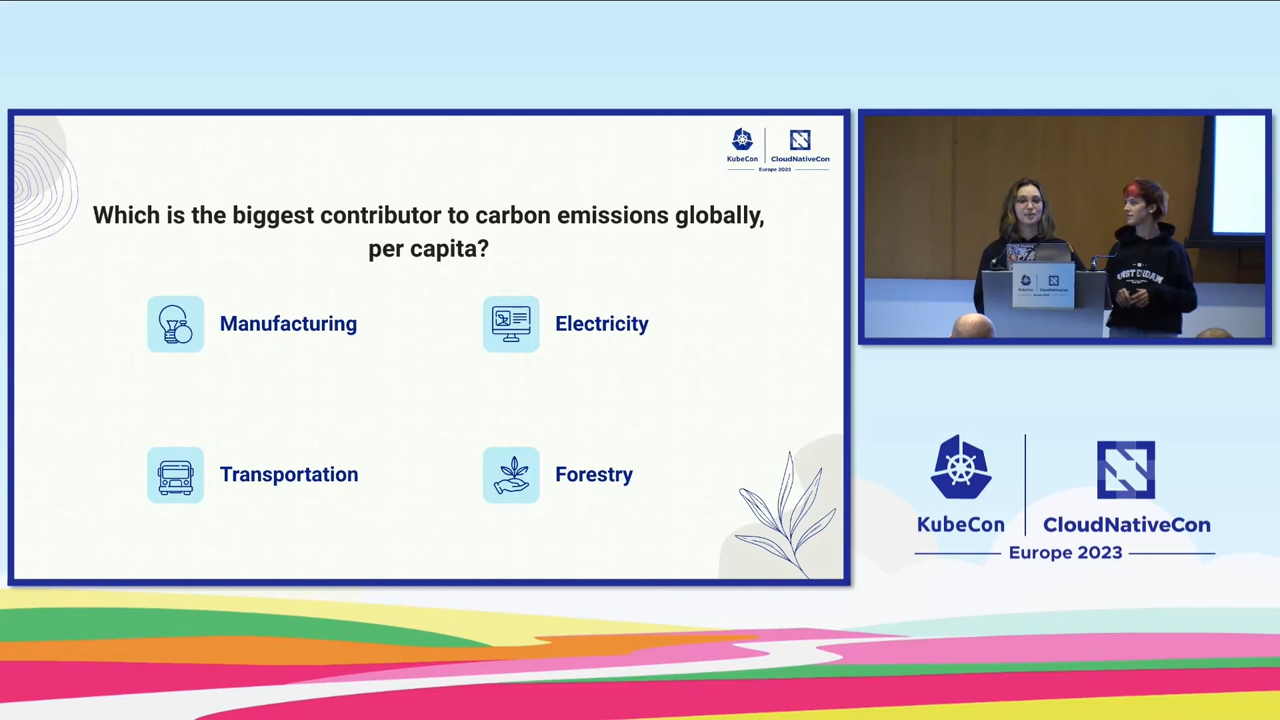 KubeCon
CloudNativeCon
Europe 2023
Which is the biggest contributor to carbon emissions globally,
per capita?
Manufacturing
Electricity
Transportation
Forestry
AMSTERDAM
KubeCon
CloudNativeCon
Europe 2023